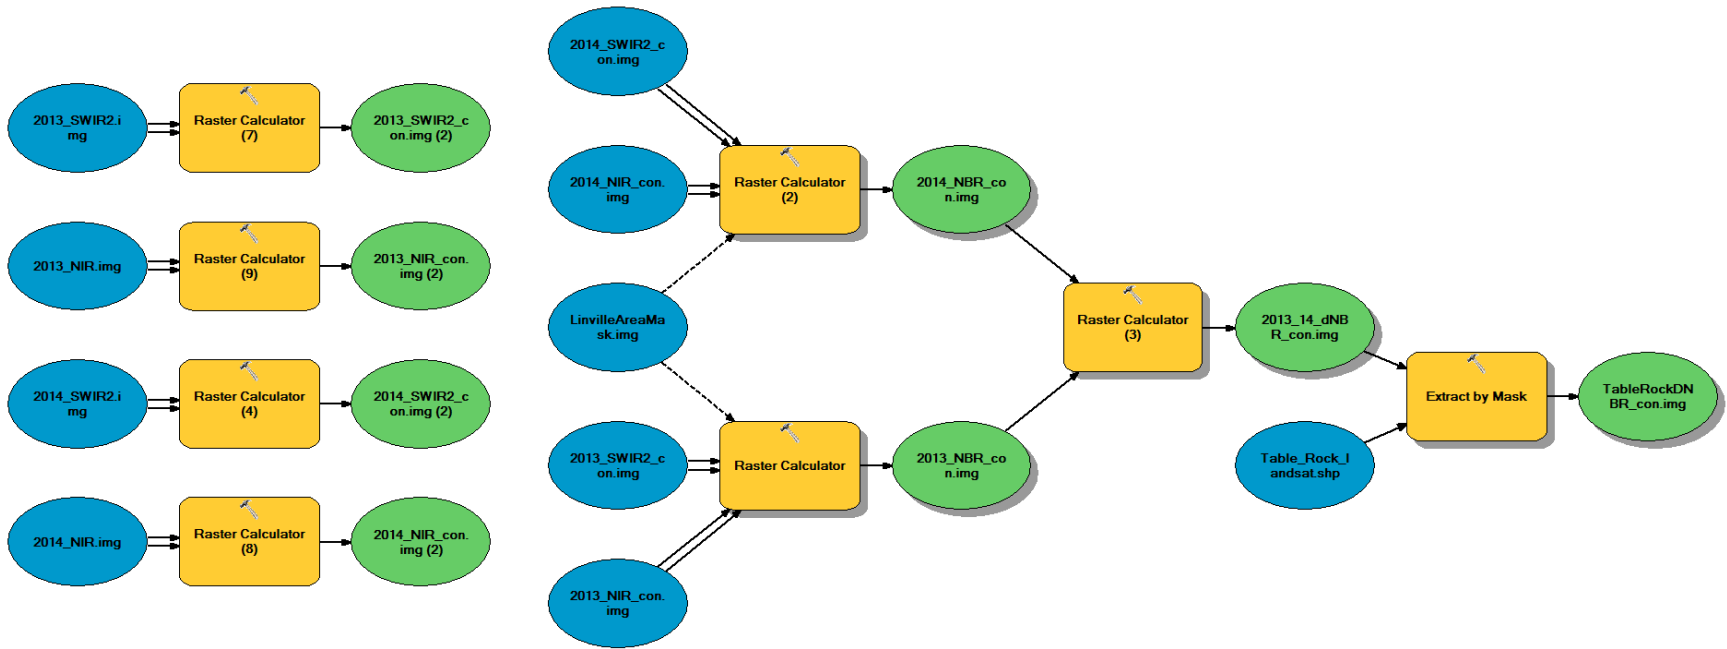 2013_SWIR2.i
mg
Raster Calculator
(7)
2013_SWIR2_c
on.img (2)
2013_NIR.img
Raster Calculator
(9)
2013_NIR_con.
img (2)
2014_SWIR2.i
mg
Raster Calculator
(4)
2014_SWIR2_c
on.img (2)
2014_NIR.img
Raster Calculator
(8)
2014_NIR_con.
img (2)
2014_SWIR2_c
on.img
2014_NIR_con.
img
Raster Calculator
(2)
2014_NBR_co
n.img
LinvilleAreaMa
sk.img
2013_SWIR2_c
on.img
Raster Calculator
2013_NBR_co
n.img
2013_NIR_con.
img
Raster Calculator
(3)
2013_14_dNB
R_con.img
Table_Rock_l
andsat.shp
Extract by Mask
TableRockDN
BR_con.img